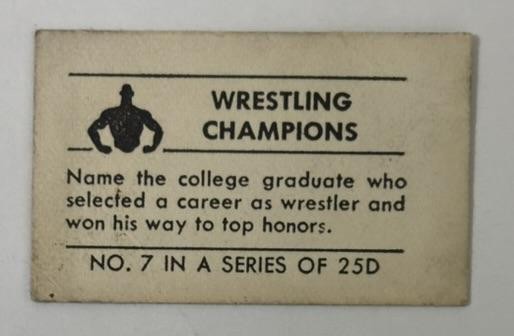 WRESTLING
CHAMPIONS
Name the college graduate who
selected a career as wrestler and
won his way to top honors.
NO. 7 IN A SERIES OF 25D